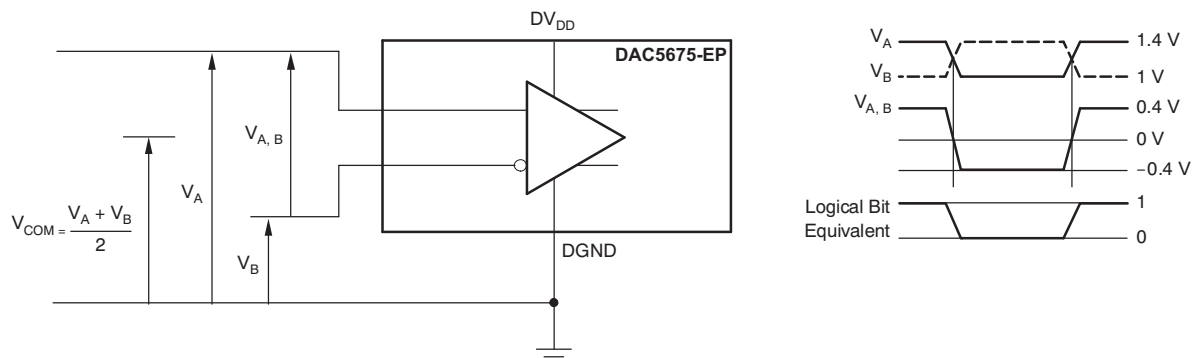 DV_DD
DAC5675-EP
V_A, B
V_A
V_COM = V_A + V_B
2
V_B
DGND
V_A
1.4 V
V_B
1 V
V_A, B
0.4 V
0 V
−0.4 V
Logical Bit
Equivalent
1
0